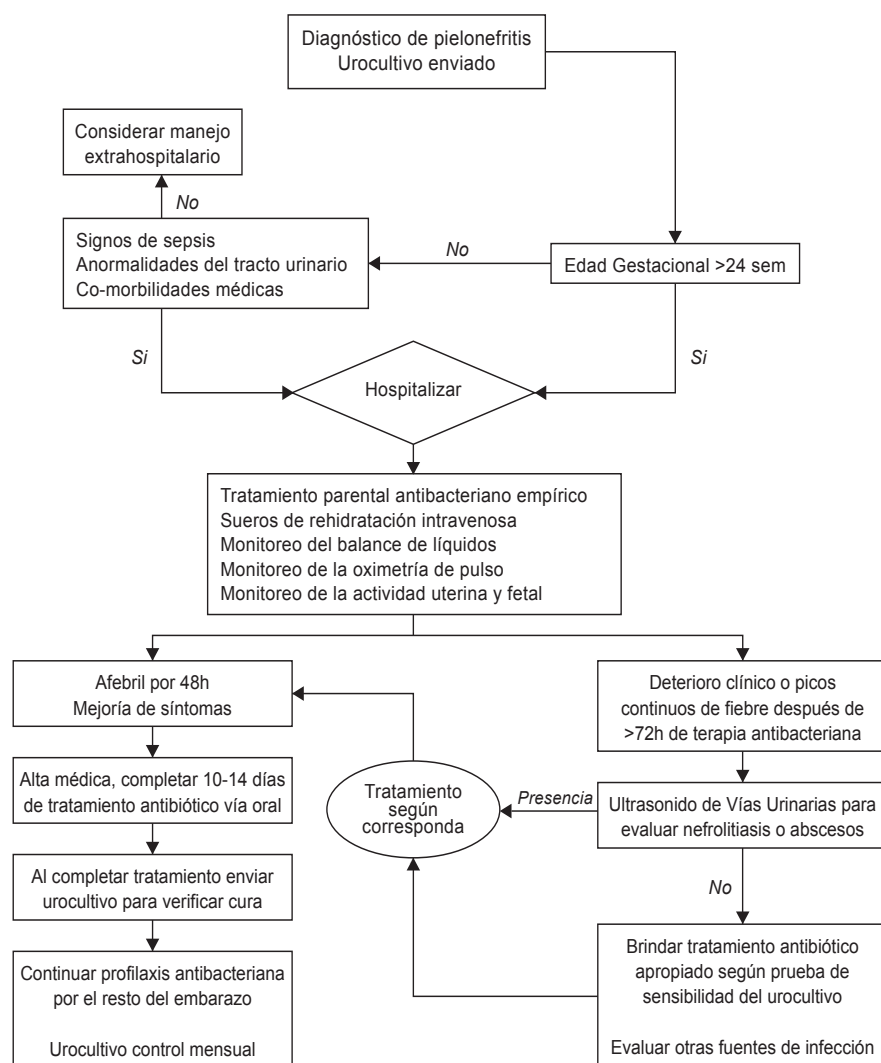 Diagnóstico de pielonefritis
Urocultivo enviado
Considerar manejo
extrahospitalario
No
Signos de sepsis
Anormalidades del tracto urinario
Co-morbilidades médicas
No
Edad Gestacional >24 sem
Si
Si
Hospitalizar
Tratamiento parental antibacteriano empírico
Sueros de rehidratación intravenosa
Monitoreo del balance de líquidos
Monitoreo de la oximetría de pulso
Monitoreo de la actividad uterina y fetal
Afebril por 48h
Mejoría de síntomas
Deterioro clínico o picos
continuos de fiebre después de
>72h de terapia antibacteriana
Alta médica, completar 10-14 días
de tratamiento antibiótico vía oral
Tratamiento
según
corresponda
Presencia
Ultrasonido de Vías Urinarias para
evaluar nefrolitiasis o abscesos
Al completar tratamiento enviar
urocultivo para verificar cura
No
Continuar profilaxis antibacteriana
por el resto del embarazo
Urocultivo control mensual
Brindar tratamiento antibiótico
apropiado según prueba de
sensibilidad del urocultivo
Evaluar otras fuentes de infección